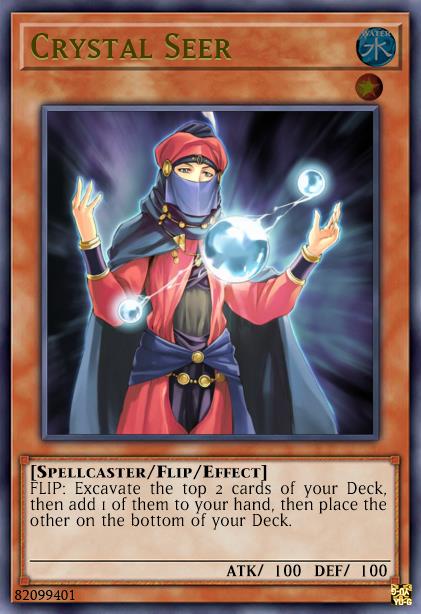 Crystal Seer
WATER
水
[Spellcaster/Flip/Effect]
FLIP: Excavate the top 2 cards of your Deck,
then add 1 of them to your hand, then place the
other on the bottom of your Deck.
ATK/ 100 DEF/ 100
82099401